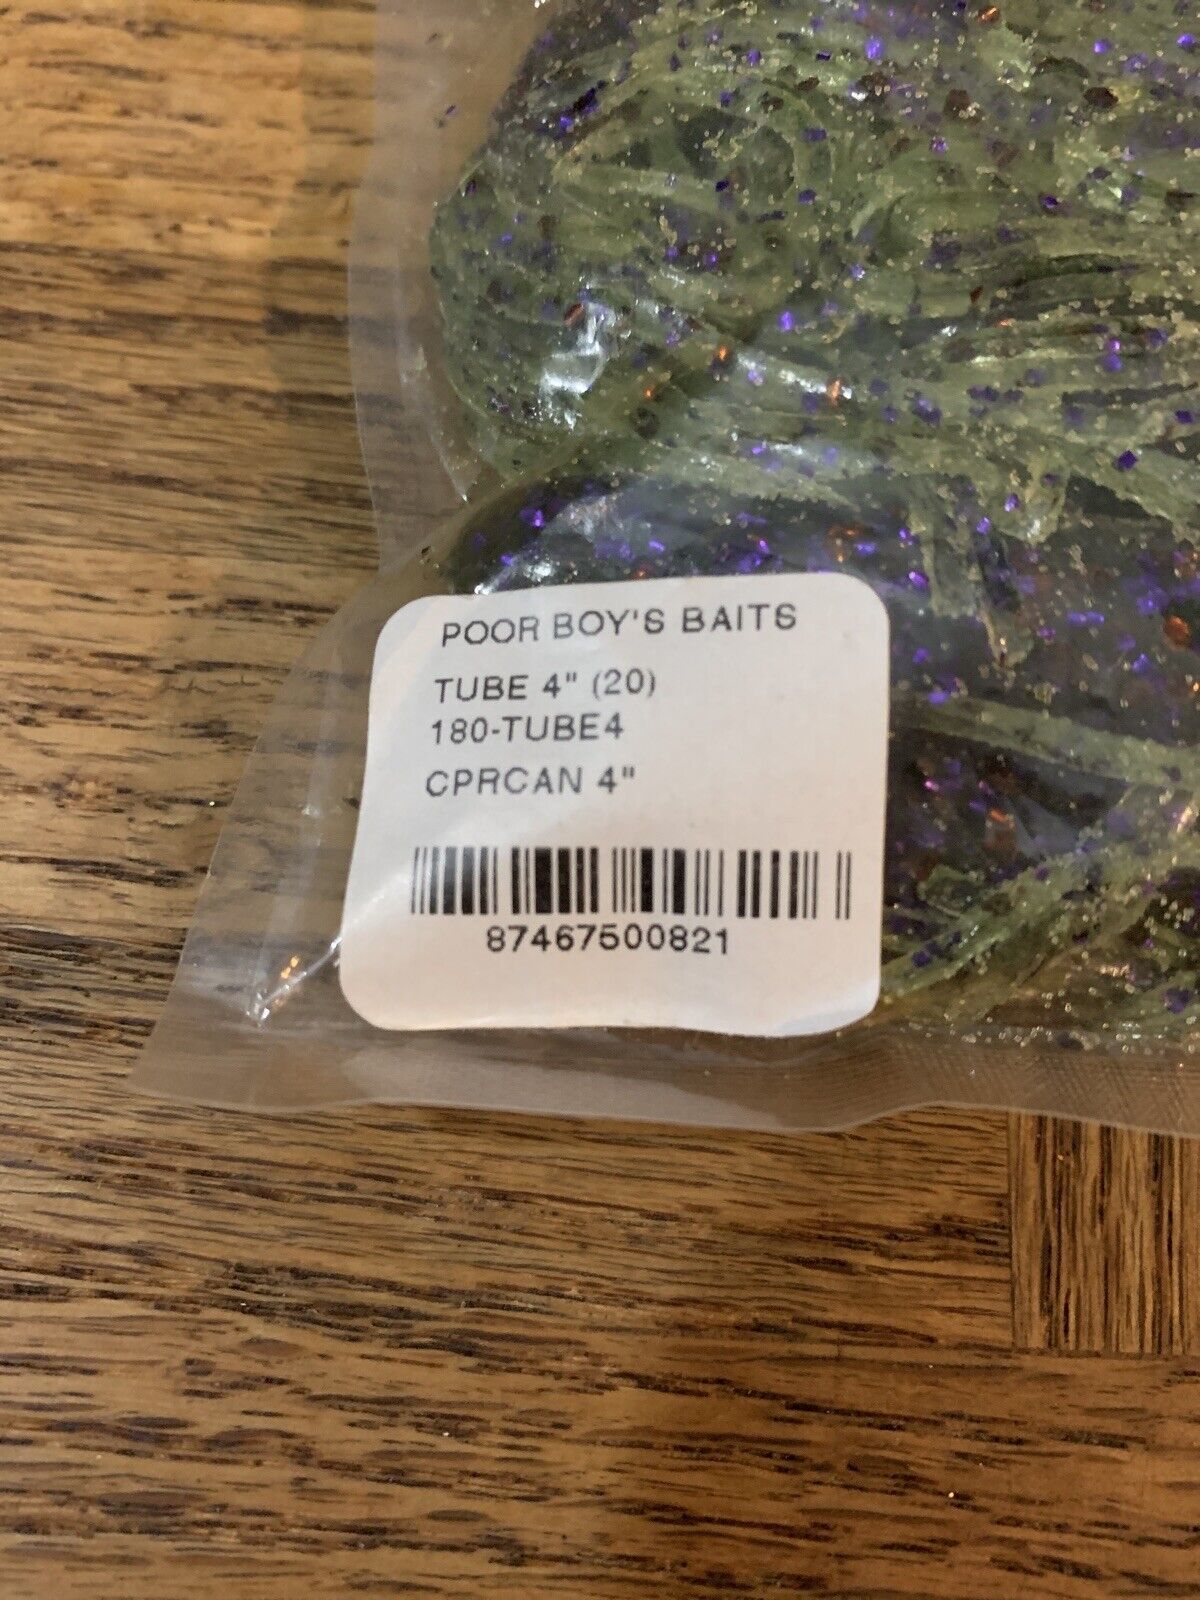 POOR BOY'S BAITS
TUBE 4" (20)
180-TUBE4
CPRCAN 4"
87467500821